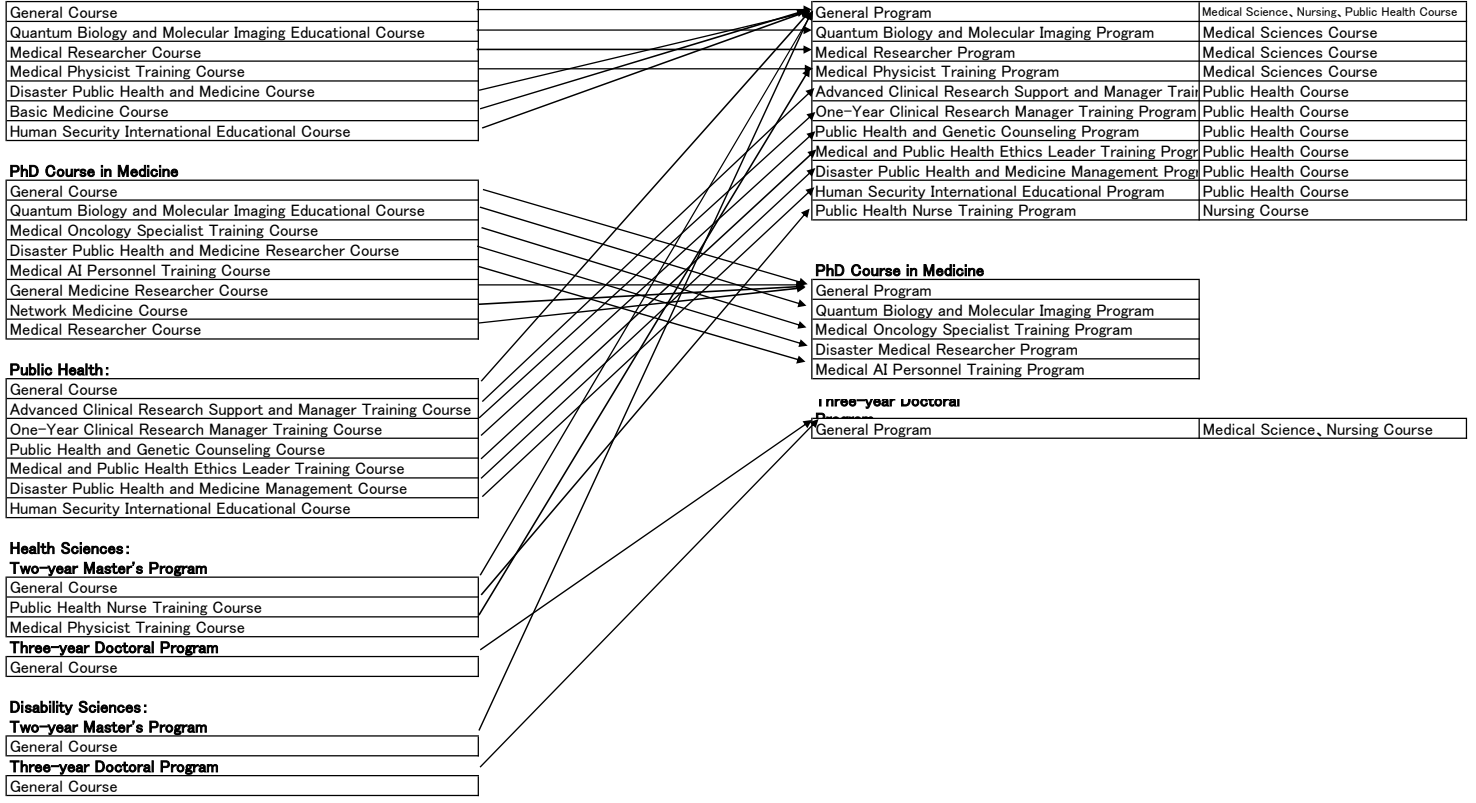 General Course
Quantum Biology and Molecular Imaging Educational Course
Medical Researcher Course
Medical Physicist Training Course
Disaster Public Health and Medicine Course
Basic Medicine Course
Human Security International Educational Course
PhD Course in Medicine
General Course
Quantum Biology and Molecular Imaging Educational Course
Medical Oncology Specialist Training Course
Disaster Public Health and Medicine Researcher Course
Medical AI Personnel Training Course
General Medicine Researcher Course
Network Medicine Course
Medical Researcher Course
Public Health:
General Course
Advanced Clinical Research Support and Manager Training Course
One-Year Clinical Research Manager Training Course
Public Health and Genetic Counseling Course
Medical and Public Health Ethics Leader Training Course
Disaster Public Health and Medicine Management Course
Human Security International Educational Course
Health Sciences:
Two-year Master's Program
General Course
Public Health Nurse Training Course
Medical Physicist Training Course
Three-year Doctoral Program
General Course
Disability Sciences:
Two-year Master's Program
General Course
Three-year Doctoral Program
General Course
General Program Medical Science、Nursing、Public Health Course
Quantum Biology and Molecular Imaging Program Medical Sciences Course
Medical Researcher Program Medical Sciences Course
Medical Physicist Training Program Medical Sciences Course
Advanced Clinical Research Support and Manager Trair Public Health Course
One-Year Clinical Research Manager Training Program Public Health Course
Public Health and Genetic Counseling Program Public Health Course
Medical and Public Health Ethics Leader Training Progr Public Health Course
Disaster Public Health and Medicine Management Progr Public Health Course
Human Security International Educational Program Public Health Course
Public Health Nurse Training Program Nursing Course
PhD Course in Medicine
General Program
Quantum Biology and Molecular Imaging Program
Medical Oncology Specialist Training Program
Disaster Medical Researcher Program
Medical AI Personnel Training Program
Three-year Doctoral
Program
General Program Medical Science、Nursing Course